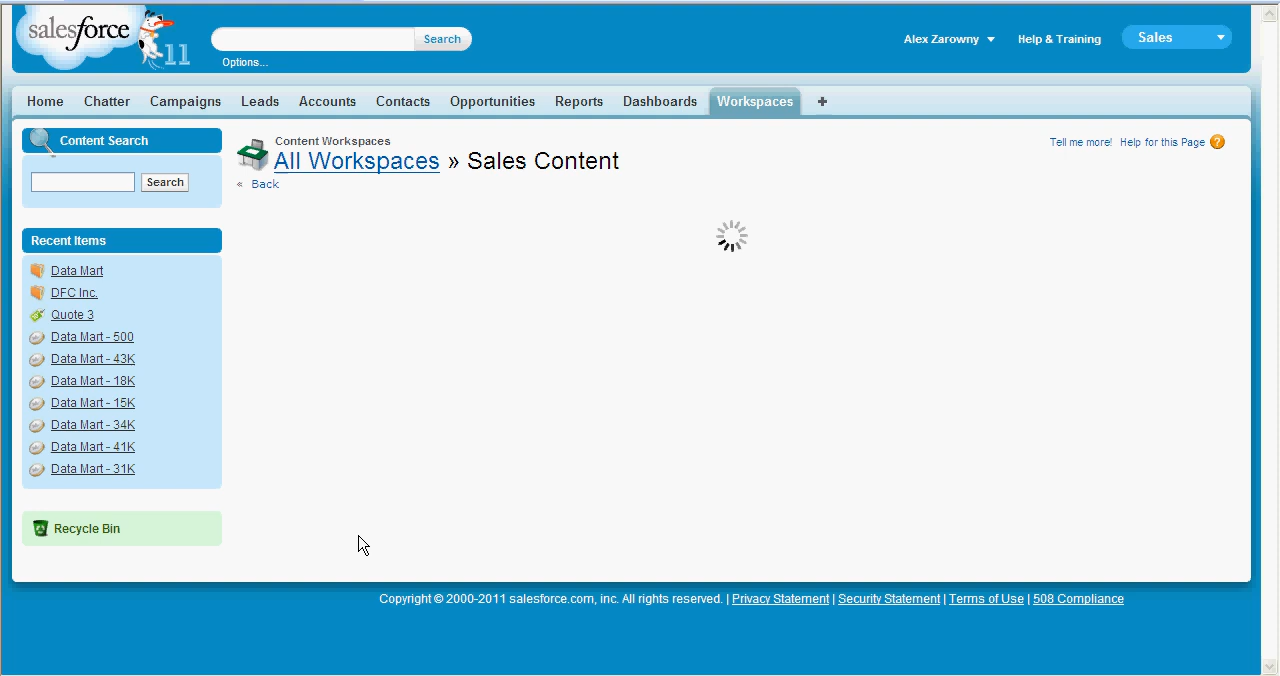 salesforce
11
Search
Options...
Alex Zarowny
Help & Training
Sales
Home
Chatter
Campaigns
Leads
Accounts
Contacts
Opportunities
Reports
Dashboards
Workspaces
+
Content Search
Search
Content Workspaces
All Workspaces » Sales Content
« Back
Tell me more!
Help for this Page ?
Recent Items
Data Mart
DFC Inc.
Quote 3
Data Mart - 500
Data Mart - 43K
Data Mart - 18K
Data Mart - 15K
Data Mart - 34K
Data Mart - 41K
Data Mart - 31K
Recycle Bin
Copyright © 2000-2011 salesforce.com, inc. All rights reserved. | Privacy Statement | Security Statement | Terms of Use | 508 Compliance